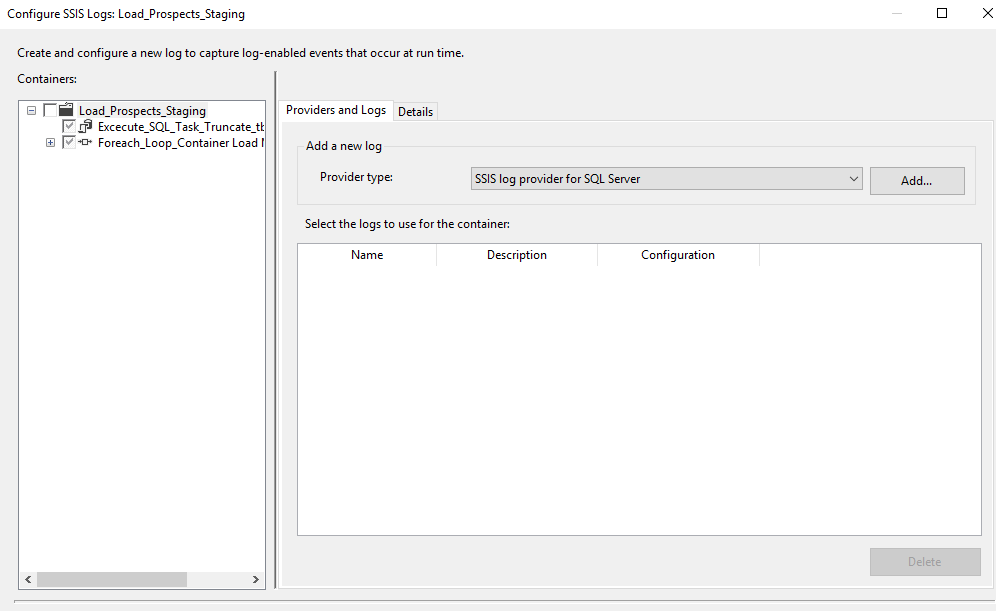 Configure SSIS Logs: Load_Prospects_Staging
Create and configure a new log to capture log-enabled events that occur at run time.
Containers:
Load_Prospects_Staging
Excecute_SQL_Task_Truncate_tb
Foreach_Loop_Container Load
Providers and Logs
Details
Add a new log
Provider type:
SSIS log provider for SQL Server
Add...
Select the logs to use for the container:
Name
Description
Configuration
Delete